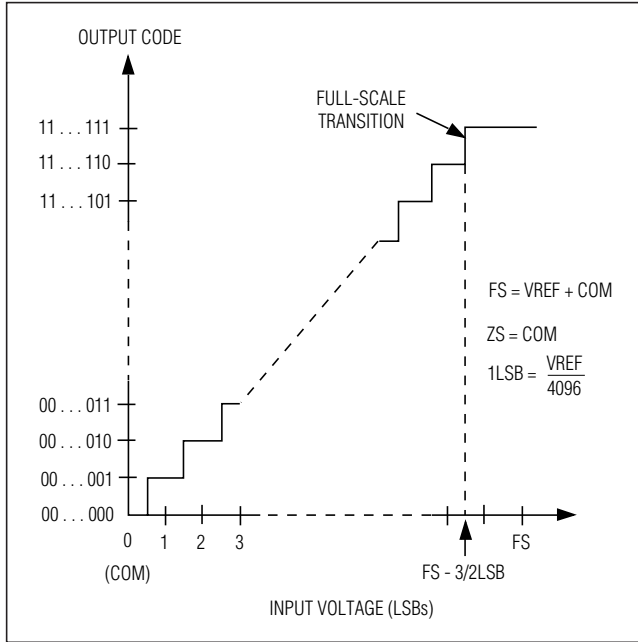 OUTPUT CODE
FULL-SCALE
TRANSITION
11 . . . 111
11 . . . 110
11 . . . 101
FS = VREF + COM
ZS = COM
1LSB = VREF
4096
00 . . . 011
00 . . . 010
00 . . . 001
00 . . . 000
0 1 2 3 FS
(COM) FS - 3/2LSB
INPUT VOLTAGE (LSBs)